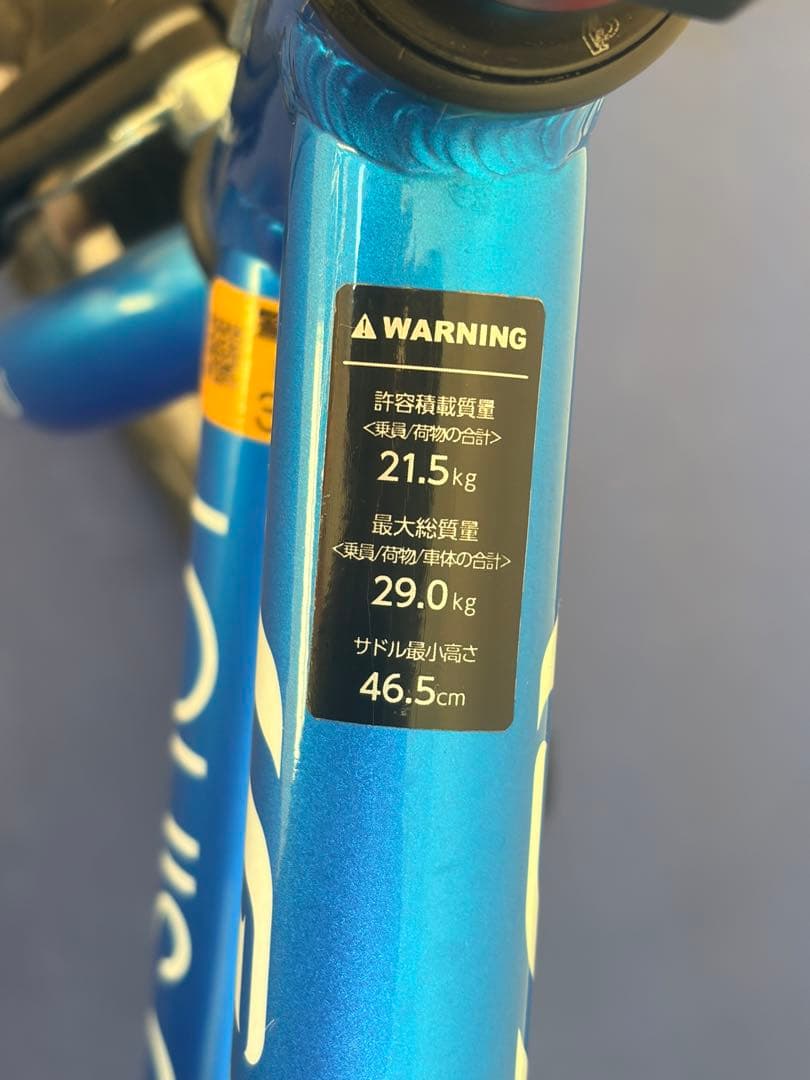 ⚠ WARNING
許容積載質量
<乗員/荷物の合計>
21.5kg
最大総質量
<乗員/荷物/車体の合計>
29.0kg
サドル最小高さ
46.5cm